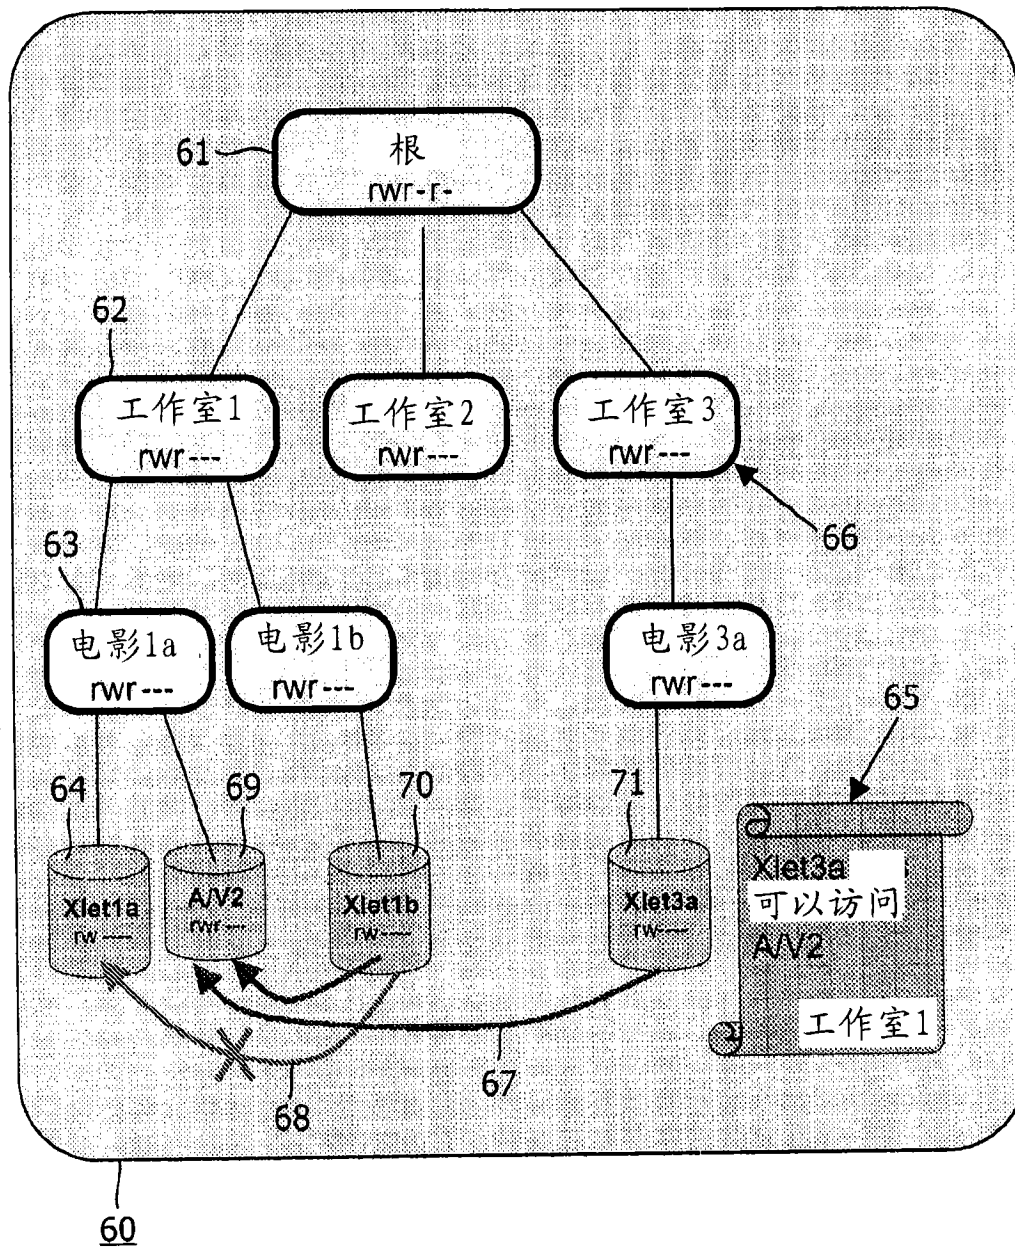 61
根
rwr-r-
62
工作室1
rwr---
工作室2
rwr---
工作室3
rwr---
66
63
电影1a
rwr---
电影1b
rwr---
电影3a
rwr---
65
64
69
70
71
Xlet1a
rw----
A/V2
rwr---
Xlet1b
rw----
Xlet3a
rw----
Xlet3a
可以访问
A/V2
工作室1
67
68
60